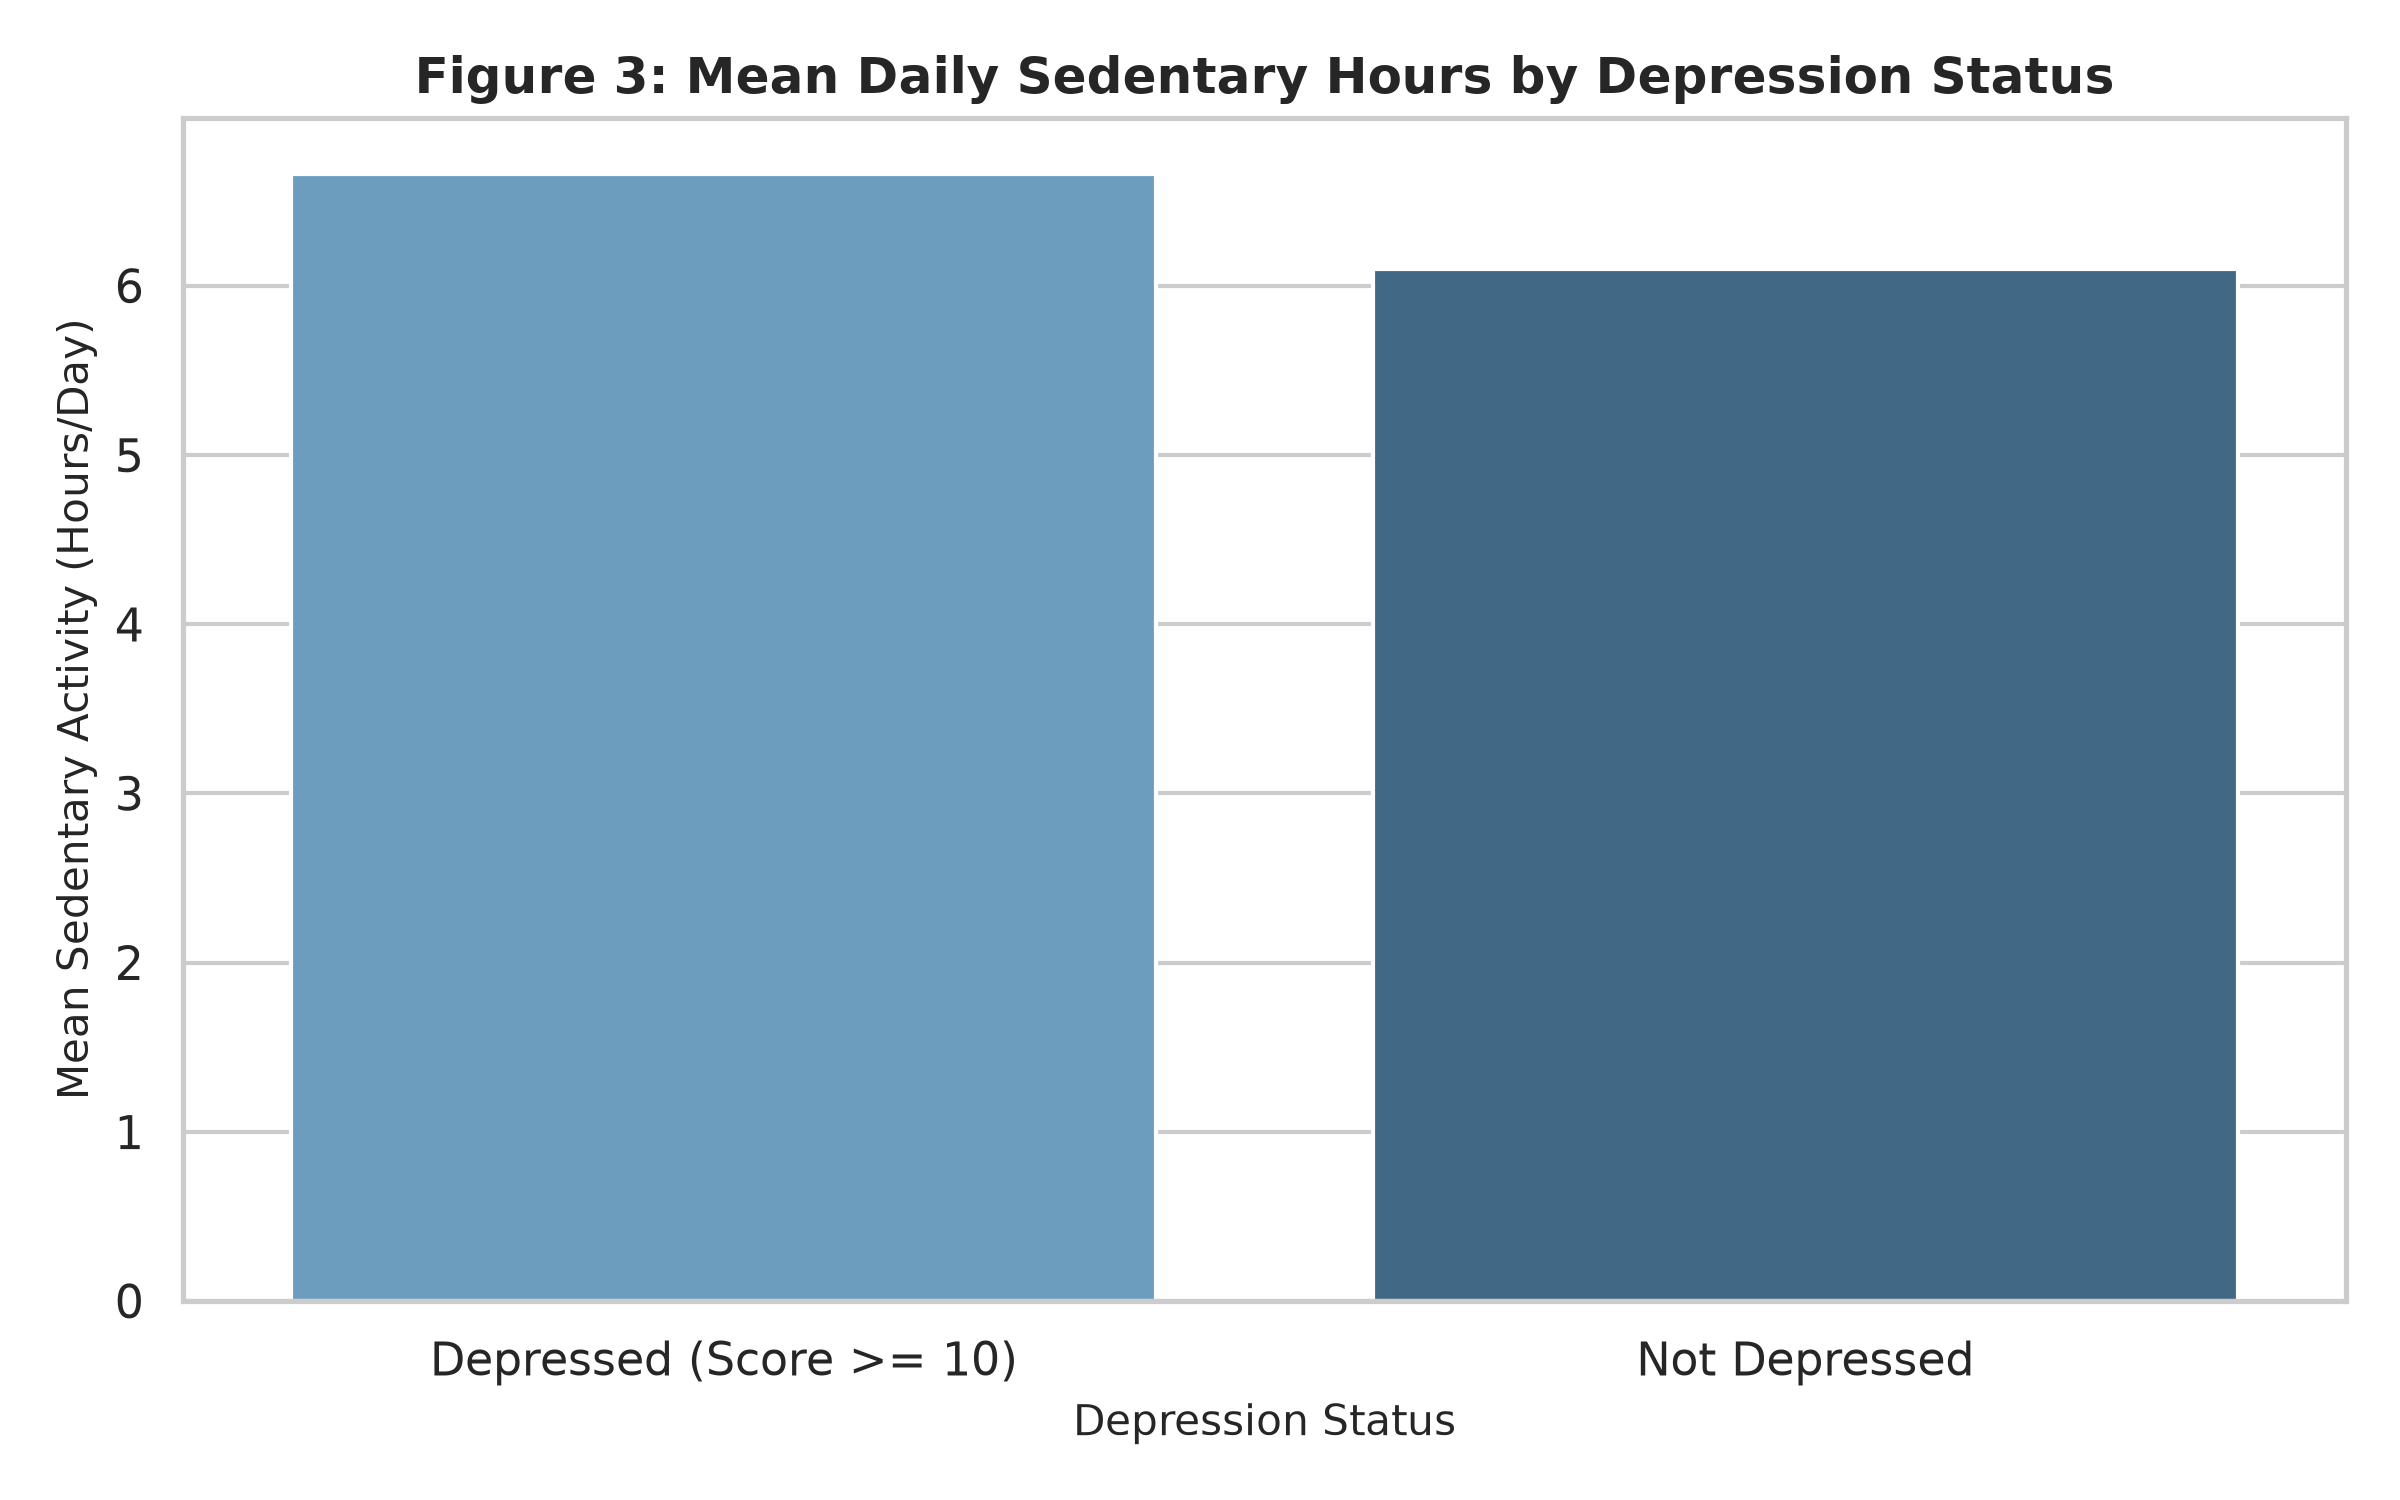 Figure 3: Mean Daily Sedentary Hours by Depression Status
Mean Sedentary Activity (Hours/Day)
6
5
4
3
2
1
0
Depressed (Score >= 10)
Not Depressed
Depression Status